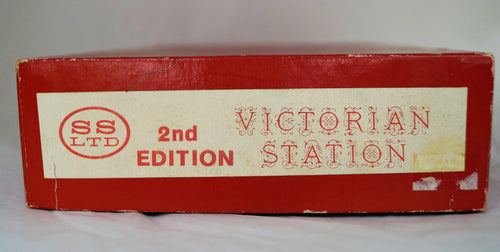 SS
LTD
2nd
EDITION
VICTORIAN
STATION